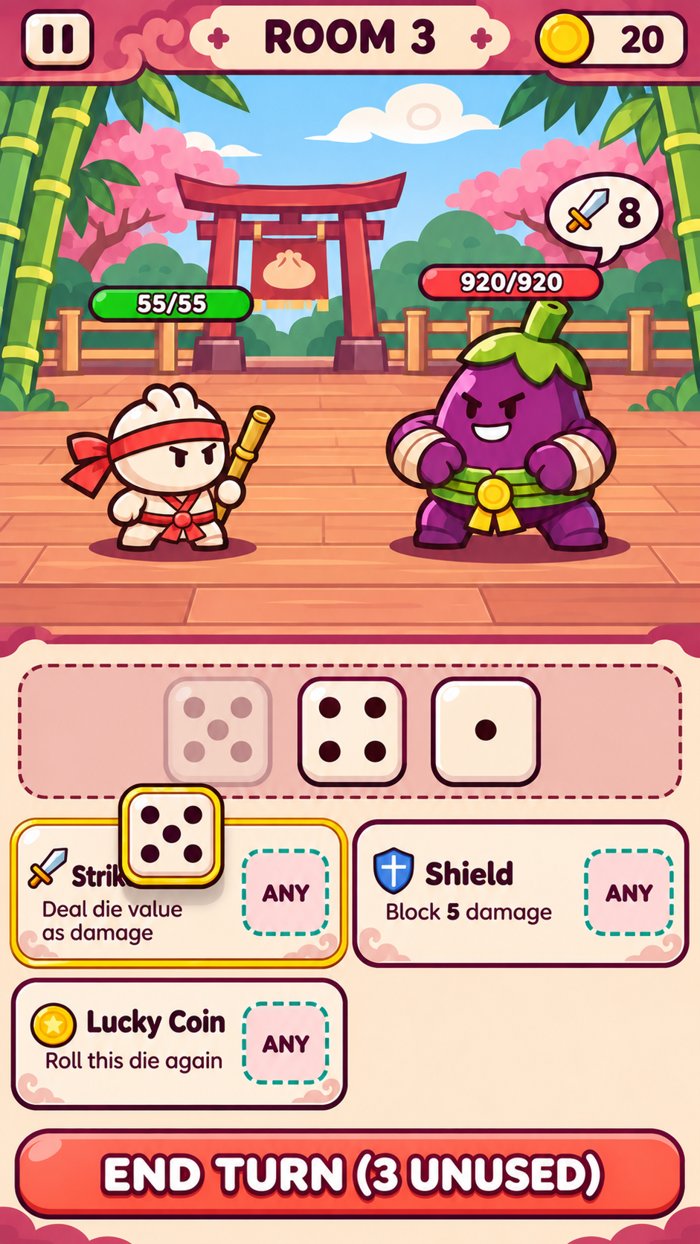 ROOM 3
20
8
920/920
55/55
Deal die value
as damage
ANY
Shield
Block 5 damage
ANY
Lucky Coin
Roll this die again
ANY
END TURN (3 UNUSED)